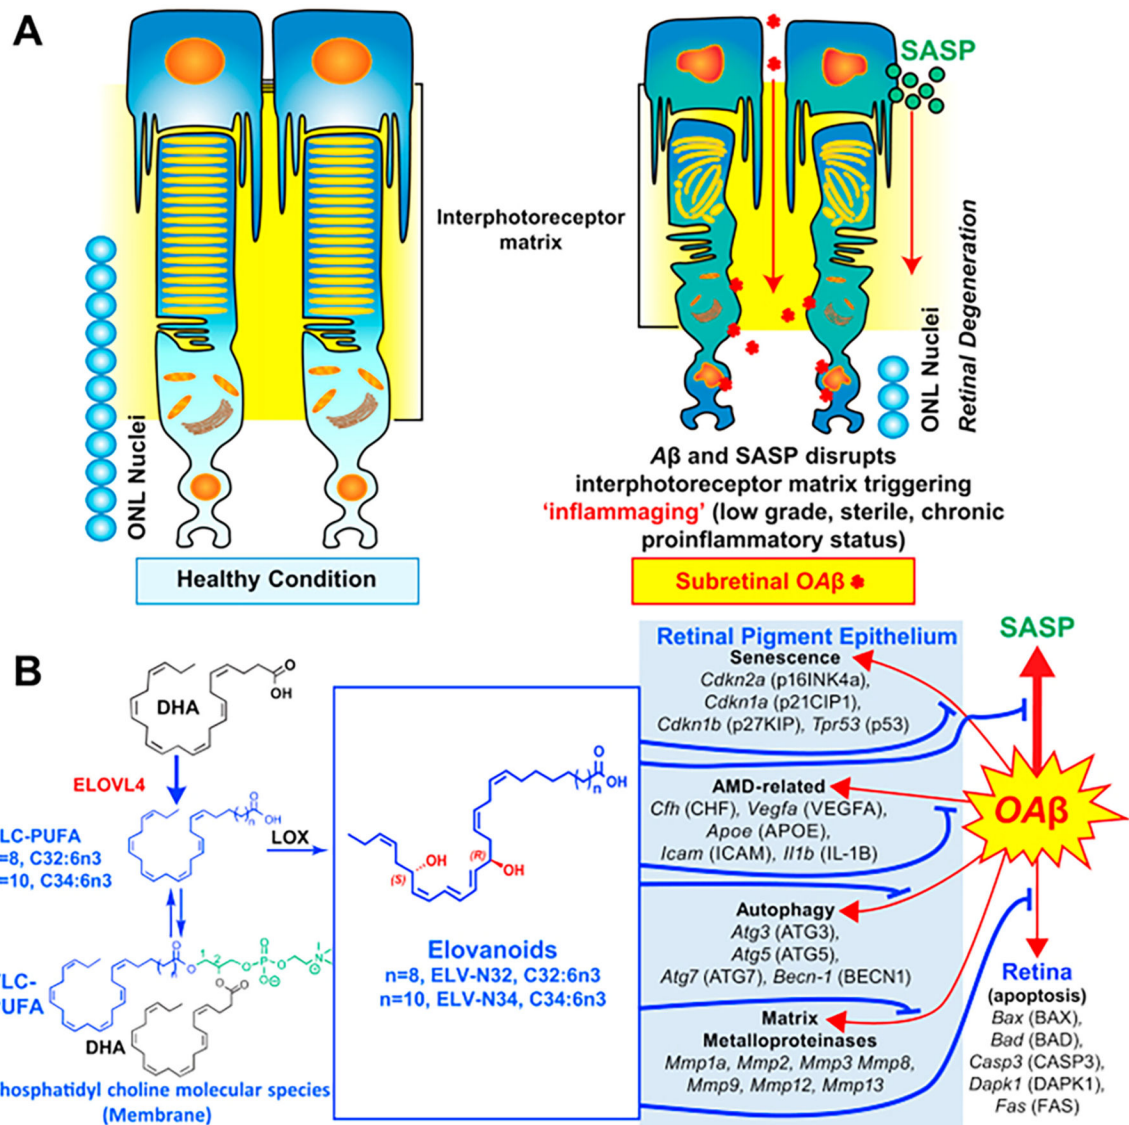 A
SASP
Interphotoreceptor
matrix
ONL Nuclei
ONL Nuclei
Retinal Degeneration
Aβ and SASP disrupts
interphotoreceptor matrix triggering
‘inflammaging’ (low grade, sterile, chronic
proinflammatory status)
Healthy Condition
Subretinal OAβ
B
DHA
O
OH
ELOVL4
O
OH
n
LC-PUFA
=8, C32:6n3
=10, C34:6n3
LOX
O
OH
n
OH
(S)
(R)
OH
Elovanoids
n=8, ELV-N32, C32:6n3
n=10, ELV-N34, C34:6n3
O
n
O
1
2
O
O
P
O
O
N
O
O
'LC-
PUFA
DHA
hosphatidyl choline molecular species
(Membrane)
Retinal Pigment Epithelium
Senescence
Cdkn2a (p16INK4a),
Cdkn1a (p21CIP1),
Cdkn1b (p27KIP), Tpr53 (p53)
AMD-related
Cfh (CHF), Vegfa (VEGFA)
Apoe (APOE),
Icam (ICAM), Il1b (IL-1B)
Autophagy
Atg3 (ATG3),
Atg5 (ATG5),
Atg7 (ATG7), Becn-1 (BECN1)
Matrix
Metalloproteinases
Mmp1a, Mmp2, Mmp3 Mmp8,
Mmp9, Mmp12, Mmp13
SASP
OAβ
Retina
(apoptosis)
Bax (BAX),
Bad (BAD),
Casp3 (CASP3),
Dapk1 (DAPK1),
Fas (FAS)